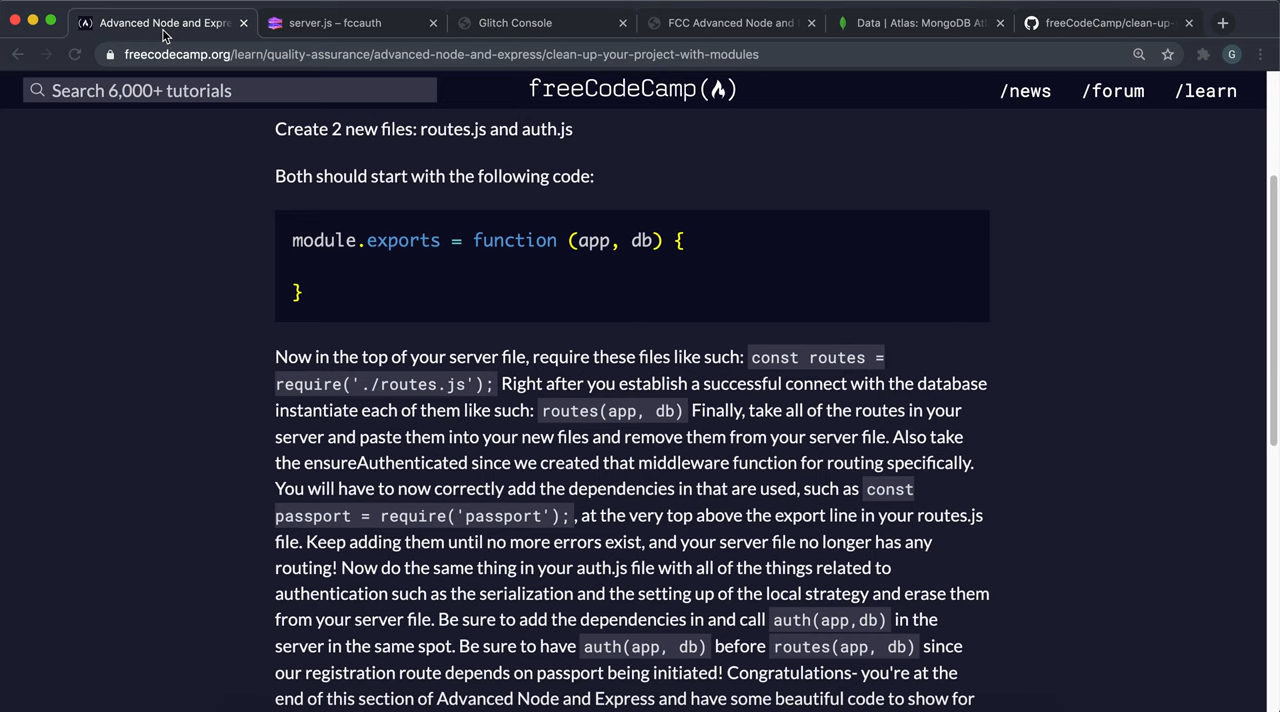 Advanced Node and Expre
server.js – fccauth
Glitch Console
FCC Advanced Node and
Data | Atlas: MongoDB Atl
freeCodeCamp/clean-up-
freecodecamp.org/learn/quality-assurance/advanced-node-and-express/clean-up-your-project-with-modules
G
Search 6,000+ tutorials
freeCodeCamp
/news
/forum
/learn
Create 2 new files: routes.js and auth.js
Both should start with the following code:
module.exports = function (app, db) {
}
Now in the top of your server file, require these files like such: const routes =
require('./routes.js'); Right after you establish a successful connect with the database
instantiate each of them like such: routes(app, db) Finally, take all of the routes in your
server and paste them into your new files and remove them from your server file. Also take
the ensureAuthenticated since we created that middleware function for routing specifically.
You will have to now correctly add the dependencies in that are used, such as const
passport = require('passport');, at the very top above the export line in your routes.js
file. Keep adding them until no more errors exist, and your server file no longer has any
routing! Now do the same thing in your auth.js file with all of the things related to
authentication such as the serialization and the setting up of the local strategy and erase them
from your server file. Be sure to add the dependencies in and call auth(app,db) in the
server in the same spot. Be sure to have auth(app, db) before routes(app, db) since
our registration route depends on passport being initiated! Congratulations- you're at the
end of this section of Advanced Node and Express and have some beautiful code to show for